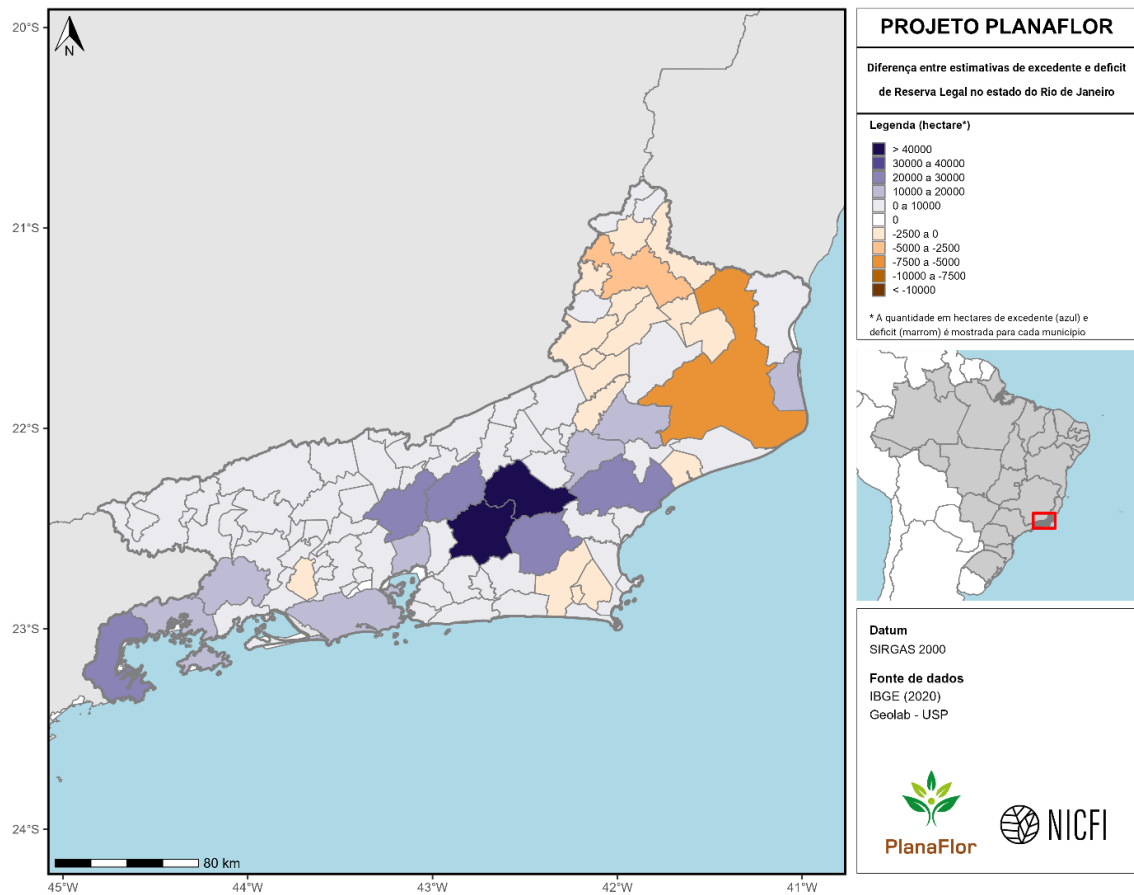 PROJETO PLANAFLOR
Diferença entre estimativas de excedente e deficit
de Reserva Legal no estado do Rio de Janeiro
Legenda (hectare*)
> 40000
30000 a 40000
20000 a 30000
10000 a 20000
0 a 10000
0
-2500 a 0
-5000 a -2500
-7500 a -5000
-10000 a -7500
< -10000
* A quantidade em hectares de excedente (azul) e
deficit (marrom) é mostrada para cada município
Datum
SIRGAS 2000
Fonte de dados
IBGE (2020)
Geolab - USP
PlanaFlor
NICFI
N
20°S
21°S
22°S
23°S
24°S
80 km
45°W
44°W
43°W
42°W
41°W